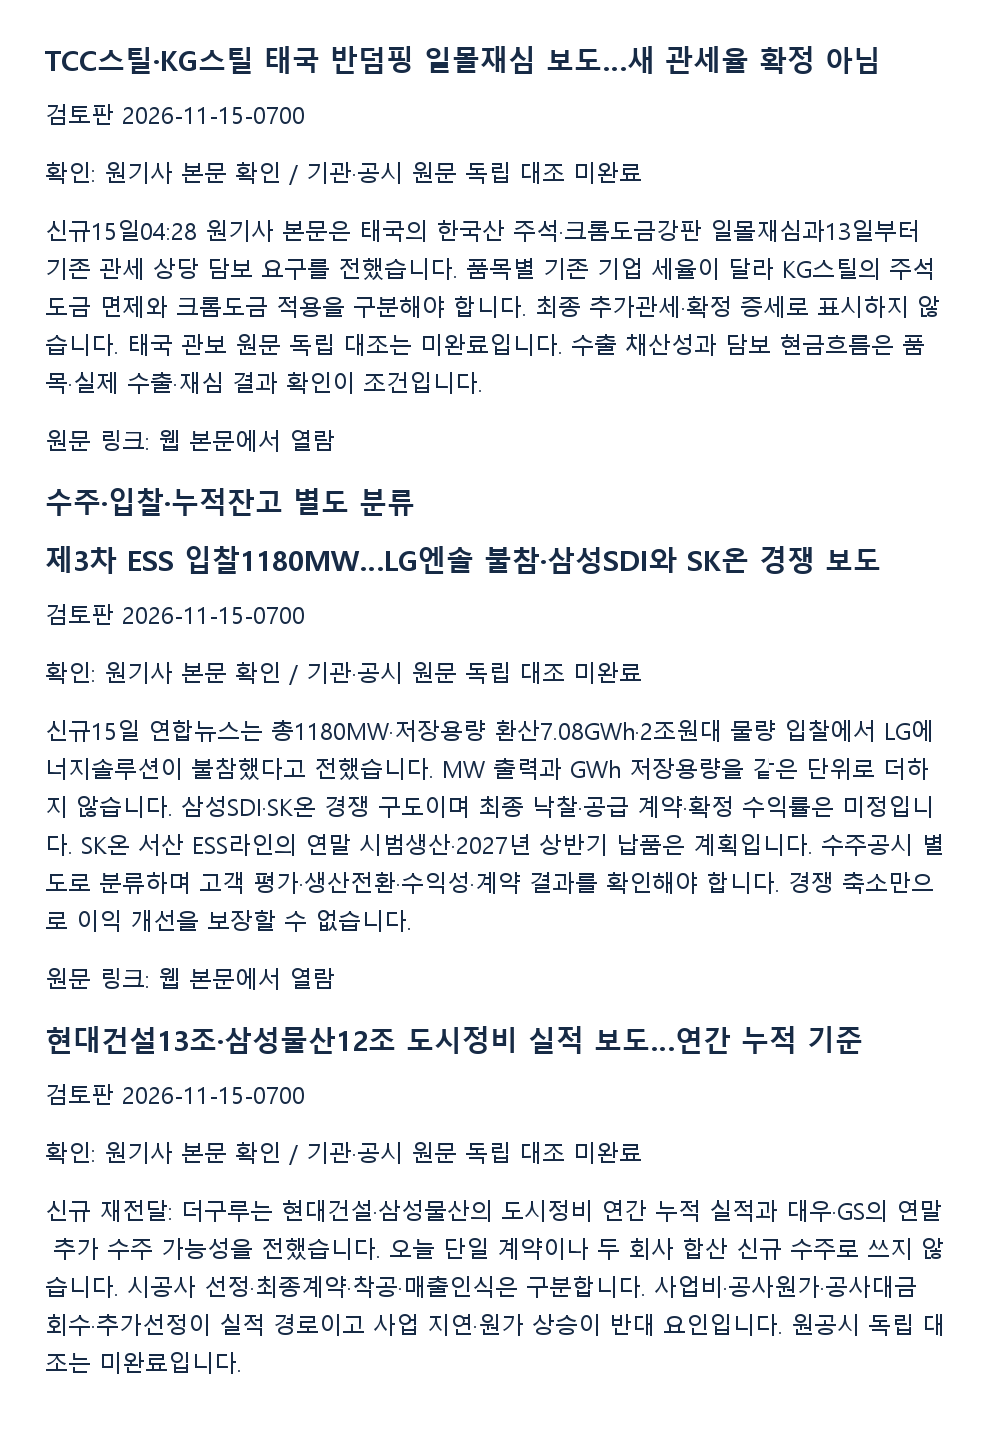 TCC스틸·KG스틸 태국 반덤핑 일몰재심 보도...새 관세율 확정 아님
검토판 2026-11-15-0700
확인: 원기사 본문 확인 / 기관·공시 원문 독립 대조 미완료
신규15일04:28 원기사 본문은 태국의 한국산 주석·크롬도금강판 일몰재심과13일부터
기존 관세 상당 담보 요구를 전했습니다. 품목별 기존 기업 세율이 달라 KG스틸의 주석
도금 면제와 크롬도금 적용을 구분해야 합니다. 최종 추가관세·확정 증세로 표시하지 않
습니다. 태국 관보 원문 독립 대조는 미완료입니다. 수출 채산성과 담보 현금흐름은 품
목·실제 수출·재심 결과 확인이 조건입니다.
원문 링크: 웹 본문에서 열람
수주·입찰·누적잔고 별도 분류
제3차 ESS 입찰1180MW...LG엔솔 불참·삼성SDI와 SK온 경쟁 보도
검토판 2026-11-15-0700
확인: 원기사 본문 확인 / 기관·공시 원문 독립 대조 미완료
신규15일 연합뉴스는 총1180MW·저장용량 환산7.08GWh·2조원대 물량 입찰에서 LG에
너지솔루션이 불참했다고 전했습니다. MW 출력과 GWh 저장용량을 같은 단위로 더하
지 않습니다. 삼성SDI·SK온 경쟁 구도이며 최종 낙찰·공급 계약·확정 수익률은 미정입니
다. SK온 서산 ESS라인의 연말 시범생산·2027년 상반기 납품은 계획입니다. 수주공시 별
도로 분류하며 고객 평가·생산전환·수익성·계약 결과를 확인해야 합니다. 경쟁 축소만으
로 이익 개선을 보장할 수 없습니다.
원문 링크: 웹 본문에서 열람
현대건설13조·삼성물산12조 도시정비 실적 보도...연간 누적 기준
검토판 2026-11-15-0700
확인: 원기사 본문 확인 / 기관·공시 원문 독립 대조 미완료
신규 재전달: 더구루는 현대건설·삼성물산의 도시정비 연간 누적 실적과 대우·GS의 연말
추가 수주 가능성을 전했습니다. 오늘 단일 계약이나 두 회사 합산 신규 수주로 쓰지 않
습니다. 시공사 선정·최종계약·착공·매출인식은 구분합니다. 사업비·공사원가·공사대금
회수·추가선정이 실적 경로이고 사업 지연·원가 상승이 반대 요인입니다. 원공시 독립 대
조는 미완료입니다.